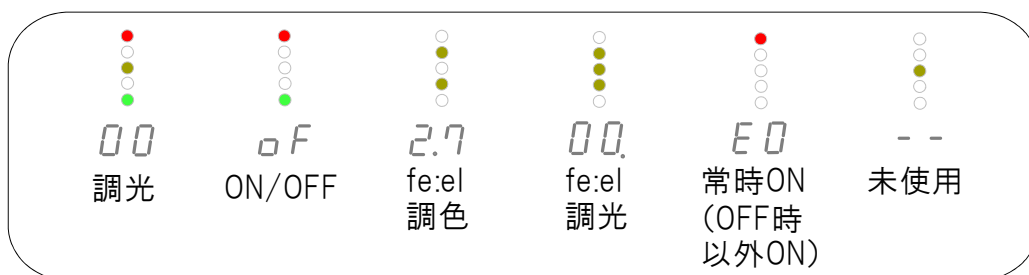 00 oF 2.7 00. E0 --
調光 ON/OFF fe:el fe:el 常時ON 未使用
調色 調光 (OFF時
以外ON)